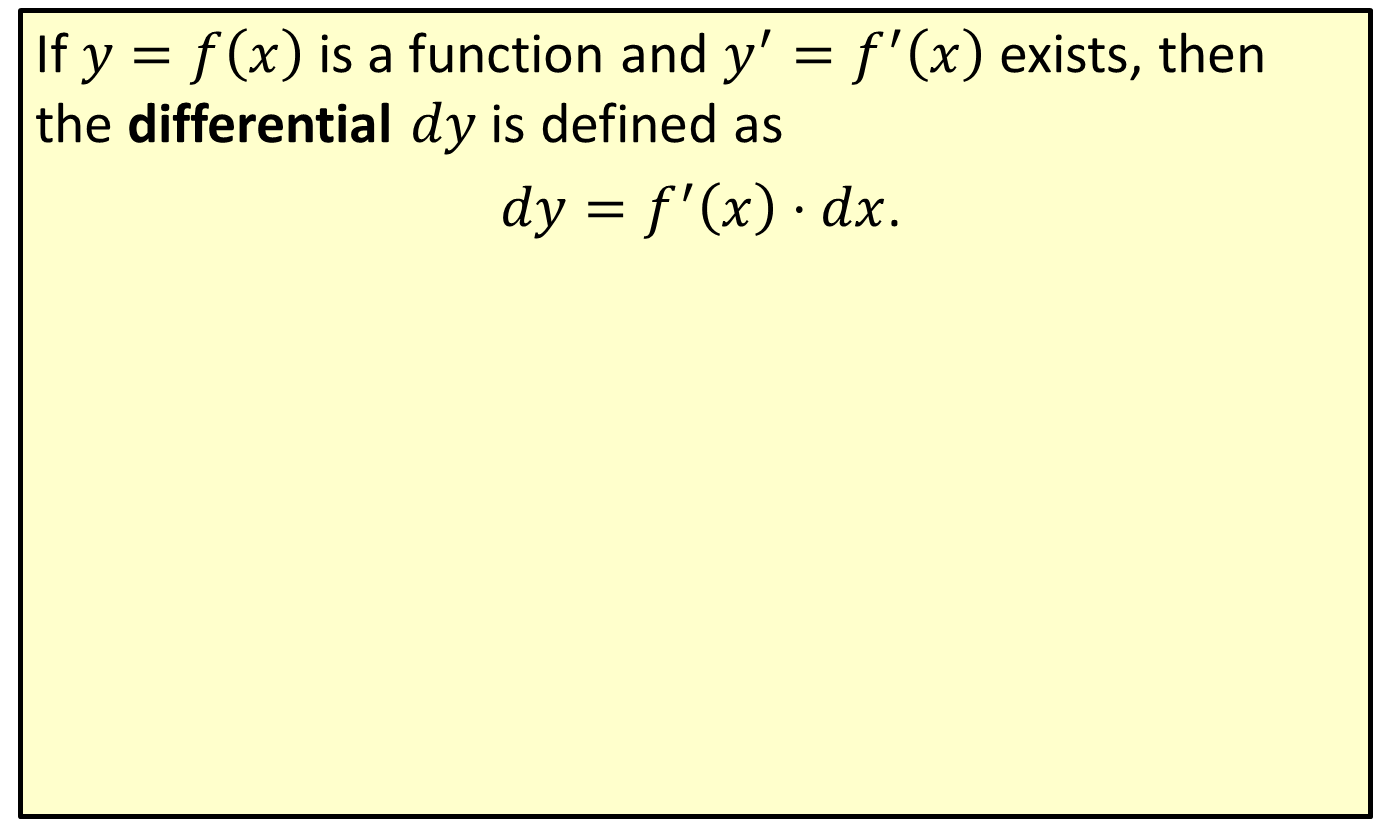 If y = f(x) is a function and y′ = f′(x) exists, then
the differential dy is defined as
dy = f′(x) · dx.